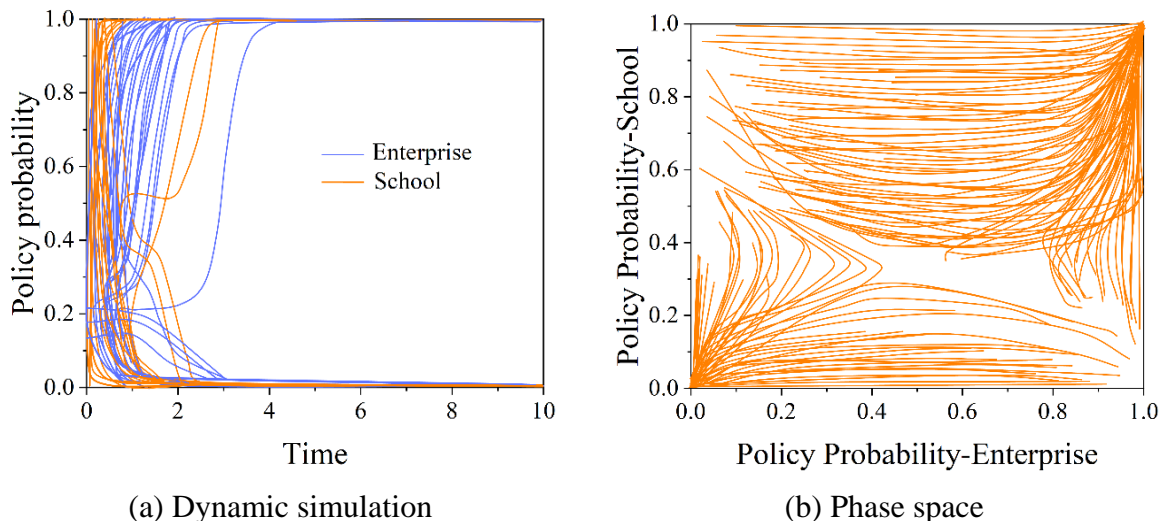 1.0
0.8
0.6
0.4
0.2
0.0
Policy probability
Enterprise
School
0 2 4 6 8 10
Time
(a) Dynamic simulation
1.0
0.8
0.6
0.4
0.2
0.0
Policy Probability-School
0.0 0.2 0.4 0.6 0.8 1.0
Policy Probability-Enterprise
(b) Phase space